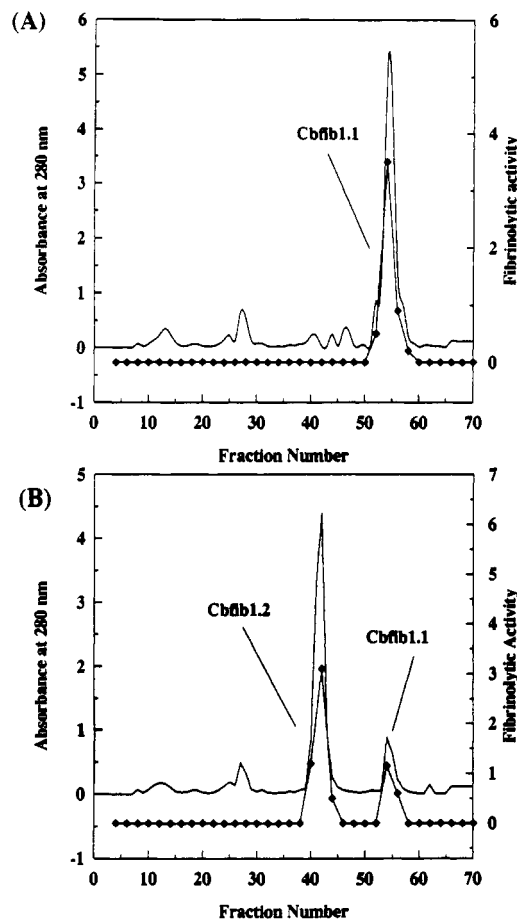 (A)
6
5
4
3
2
1
0
-1
Absorbance at 280 nm
Cbfib1.1
6
4
2
0
Fibrinolytic activity
0 10 20 30 40 50 60 70
Fraction Number
(B)
5
4
3
2
1
0
-1
Absorbance at 280 nm
Cbfib1.2
Cbfib1.1
7
6
5
4
3
2
1
0
Fibrinolytic Activity
0 10 20 30 40 50 60 70
Fraction Number